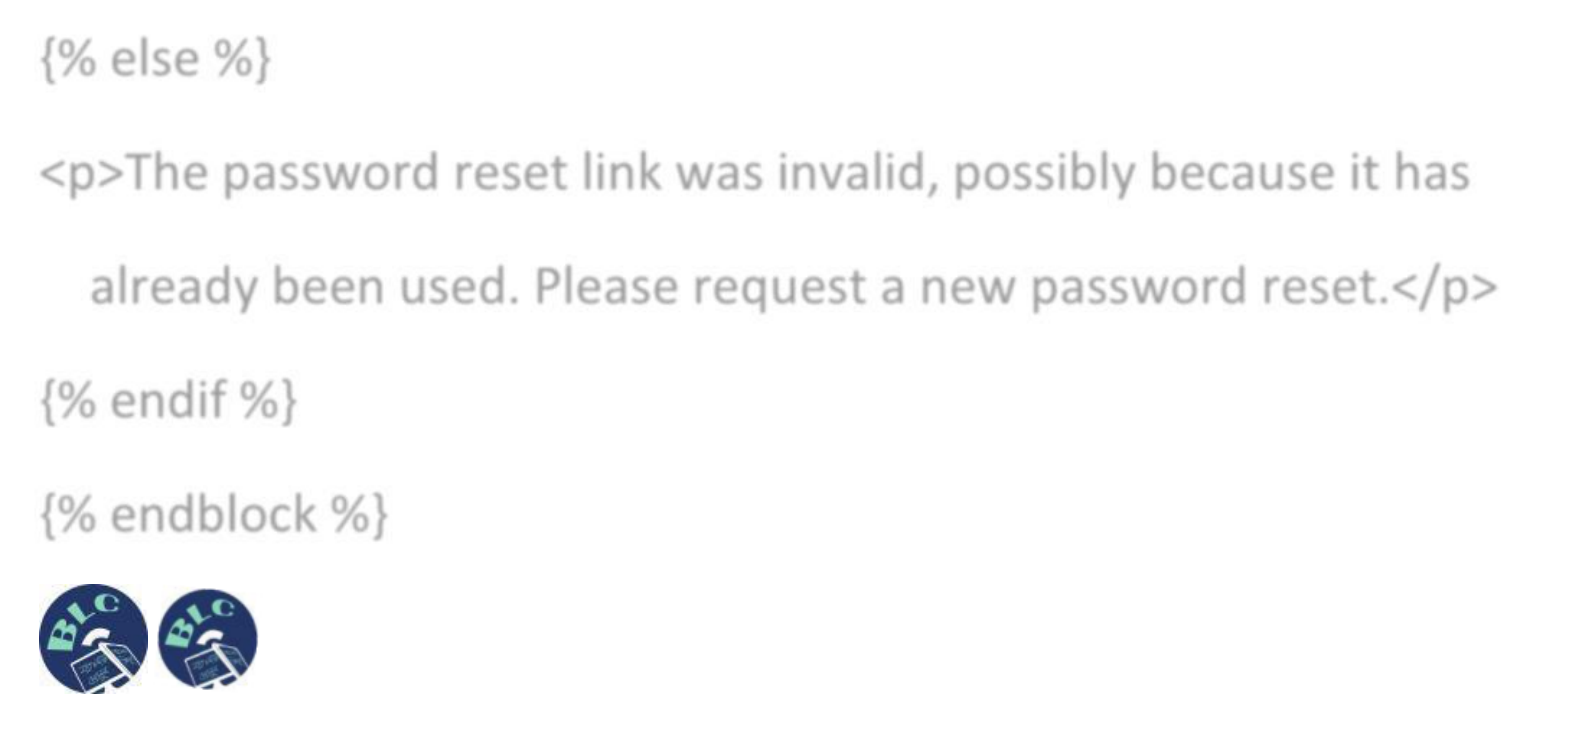 {% else %}
<p>The password reset link was invalid, possibly because it has
already been used. Please request a new password reset.</p>
{% endif %}
{% endblock %}
BLC BLC